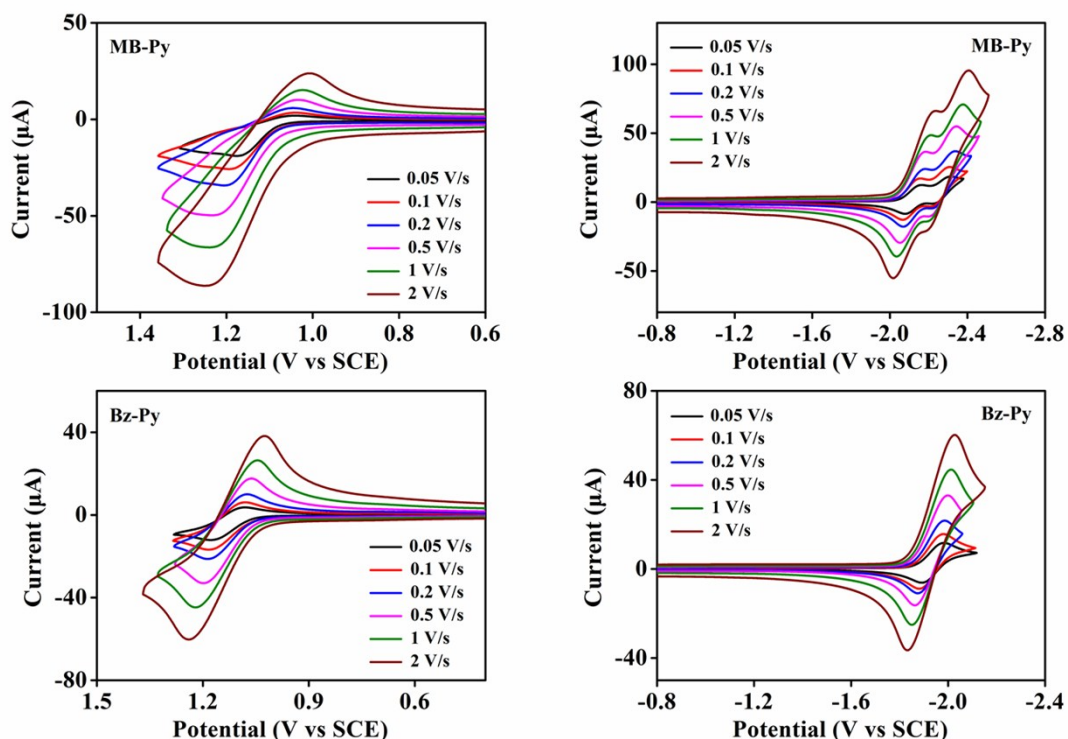 MB-Py
50
0
-50
-100
Current (μA)
1.4
1.2
1.0
0.8
0.6
Potential (V vs SCE)
0.05 V/s
0.1 V/s
0.2 V/s
0.5 V/s
1 V/s
2 V/s
MB-Py
100
50
0
-50
Current (μA)
-0.8
-1.2
-1.6
-2.0
-2.4
-2.8
Potential (V vs SCE)
0.05 V/s
0.1 V/s
0.2 V/s
0.5 V/s
1 V/s
2 V/s
Bz-Py
40
0
-40
-80
Current (μA)
1.5
1.2
0.9
0.6
Potential (V vs SCE)
0.05 V/s
0.1 V/s
0.2 V/s
0.5 V/s
1 V/s
2 V/s
Bz-Py
80
40
0
-40
Current (μA)
-0.8
-1.2
-1.6
-2.0
-2.4
Potential (V vs SCE)
0.05 V/s
0.1 V/s
0.2 V/s
0.5 V/s
1 V/s
2 V/s